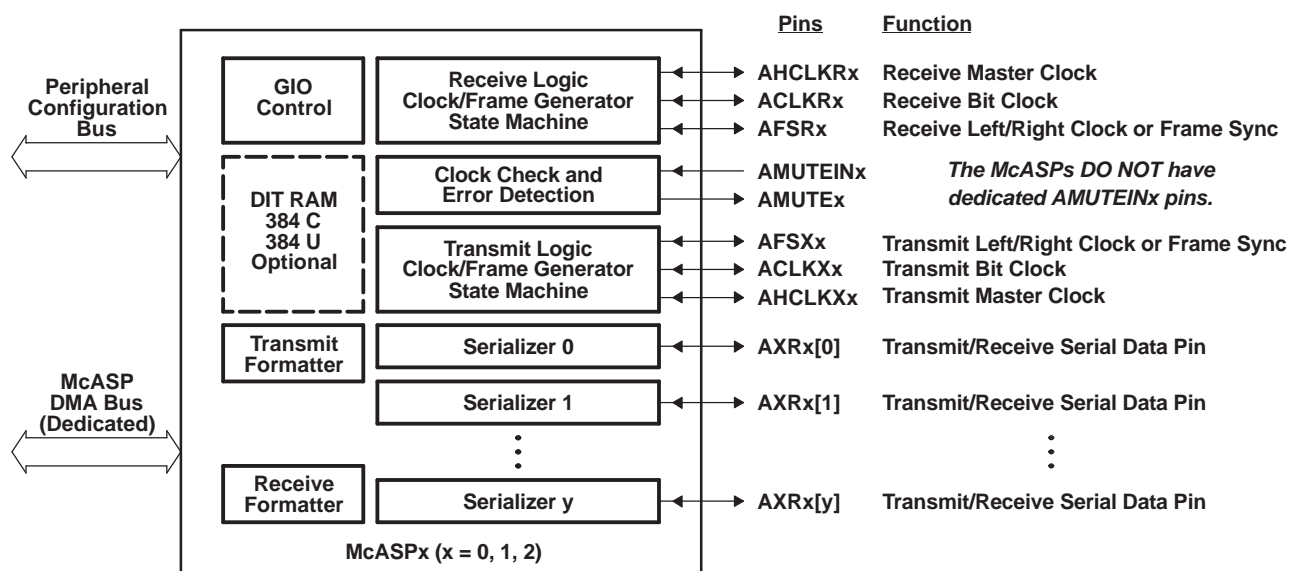 Pins Function
Peripheral
Configuration
Bus
GIO
Control
Receive Logic
Clock/Frame Generator
State Machine
AHCLKRx Receive Master Clock
ACLKRx Receive Bit Clock
AFSRx Receive Left/Right Clock or Frame Sync
DIT RAM
384 C
384 U
Optional
Clock Check and
Error Detection
AMUTEINx
AMUTEx
The McASPs DO NOT have
dedicated AMUTEINx pins.
Transmit Logic
Clock/Frame Generator
State Machine
AFSXx Transmit Left/Right Clock or Frame Sync
ACLKXx Transmit Bit Clock
AHCLKXx Transmit Master Clock
Transmit
Formatter
Serializer 0
AXRx[0] Transmit/Receive Serial Data Pin
McASP
DMA Bus
(Dedicated)
Serializer 1
AXRx[1] Transmit/Receive Serial Data Pin
Receive
Formatter
Serializer y
AXRx[y] Transmit/Receive Serial Data Pin
McASPx (x = 0, 1, 2)